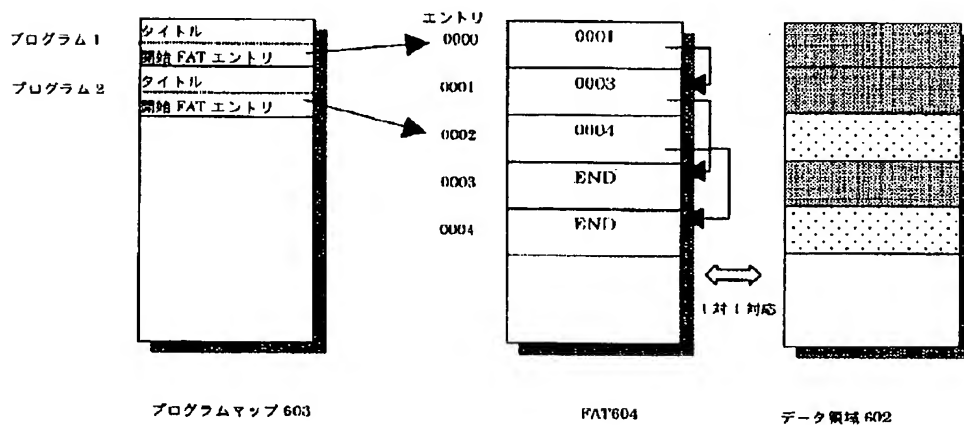 プログラム1
タイトル
開始 FAT エントリ
プログラム2
タイトル
開始 FAT エントリ
エントリ
0000
0001
0002
0003
0004
0001
0003
0004
END
END
1対1対応
プログラムマップ 603
FAT604
データ領域 602